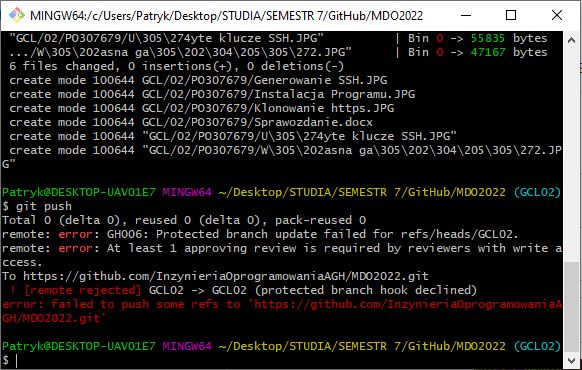 MINGW64:/c/Users/Patryk/Desktop/STUDIA/SEMESTR 7/GitHub/MDO2022
"GCL/02/PO307679/U\305\274yte klucze SSH.JPG"       | Bin 0 -> 55835 bytes
.../W\305\202asna ga\305\202\304\205\305\272.JPG"   | Bin 0 -> 47167 bytes
6 files changed, 0 insertions(+), 0 deletions(-)
create mode 100644 GCL/02/PO307679/Generowanie SSH.JPG
create mode 100644 GCL/02/PO307679/Instalacja Programu.JPG
create mode 100644 GCL/02/PO307679/Klonowanie https.JPG
create mode 100644 GCL/02/PO307679/Sprawozdanie.docx
create mode 100644 "GCL/02/PO307679/U\305\274yte klucze SSH.JPG"
create mode 100644 "GCL/02/PO307679/W\305\202asna ga\305\202\304\205\305\272.JP
G"
Patryk@DESKTOP-UAVO1E7 MINGW64 ~/Desktop/STUDIA/SEMESTR 7/GitHub/MDO2022 (GCL02)
$ git push
Total 0 (delta 0), reused 0 (delta 0), pack-reused 0
remote: error: GH006: Protected branch update failed for refs/heads/GCL02.
remote: error: At least 1 approving review is required by reviewers with write a
ccess.
To https://github.com/InzynieriaOprogramowaniaAGH/MDO2022.git
! [remote rejected] GCL02 -> GCL02 (protected branch hook declined)
error: failed to push some refs to 'https://github.com/InzynieriaOprogramowaniaA
GH/MDO2022.git'
Patryk@DESKTOP-UAVO1E7 MINGW64 ~/Desktop/STUDIA/SEMESTR 7/GitHub/MDO2022 (GCL02)
$